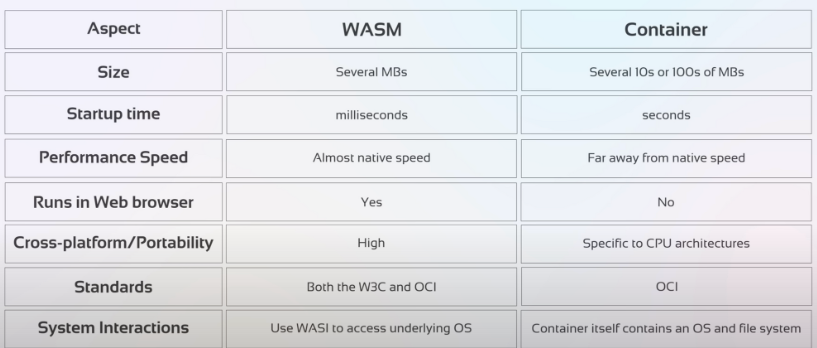 Aspect WASM Container
Size Several MBs Several 10s or 100s of MBs
Startup time milliseconds seconds
Performance Speed Almost native speed Far away from native speed
Runs in Web browser Yes No
Cross-platform/Portability High Specific to CPU architectures
Standards Both the W3C and OCI OCI
System Interactions Use WASI to access underlying OS Container itself contains an OS and file system